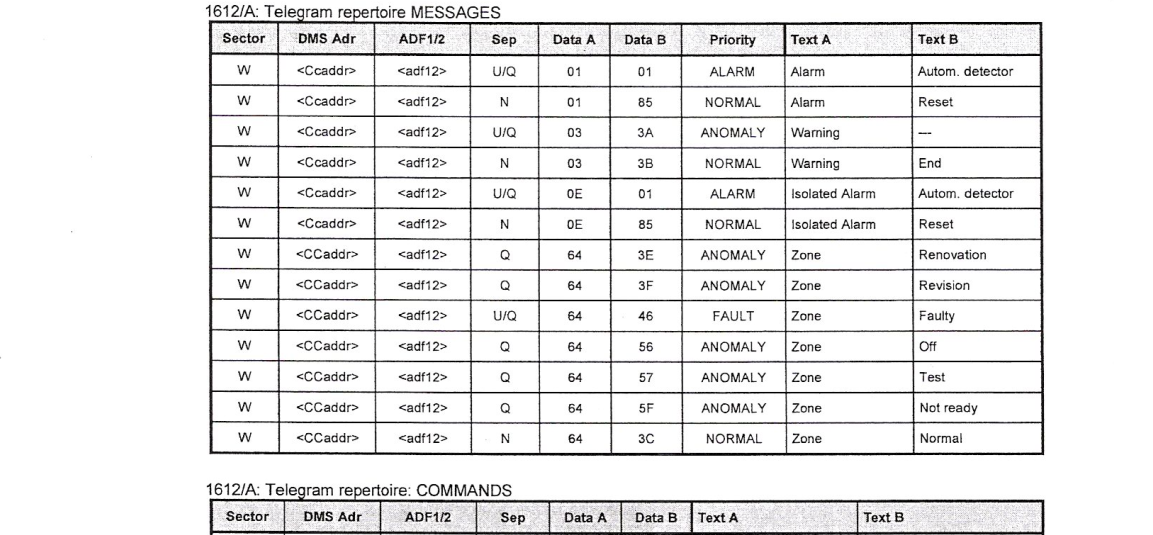 1612/A: Telegram repertoire MESSAGES
Sector DMS Adr ADF1/2 Sep Data A Data B Priority Text A Text B
W <Ccaddr> <adf12> U/Q 01 01 ALARM Alarm Autom. detector
W <Ccaddr> <adf12> N 01 85 NORMAL Alarm Reset
W <Ccaddr> <adf12> U/Q 03 3A ANOMALY Warning ---
W <Ccaddr> <adf12> N 03 3B NORMAL Warning End
W <Ccaddr> <adf12> U/Q 0E 01 ALARM Isolated Alarm Autom. detector
W <Ccaddr> <adf12> N 0E 85 NORMAL Isolated Alarm Reset
W <CCaddr> <adf12> Q 64 3E ANOMALY Zone Renovation
W <CCaddr> <adf12> Q 64 3F ANOMALY Zone Revision
W <CCaddr> <adf12> U/Q 64 46 FAULT Zone Faulty
W <CCaddr> <adf12> Q 64 56 ANOMALY Zone Off
W <CCaddr> <adf12> Q 64 57 ANOMALY Zone Test
W <CCaddr> <adf12> Q 64 5F ANOMALY Zone Not ready
W <CCaddr> <adf12> N 64 3C NORMAL Zone Normal
1612/A: Telegram repertoire: COMMANDS
Sector DMS Adr ADF1/2 Sep Data A Data B Text A Text B